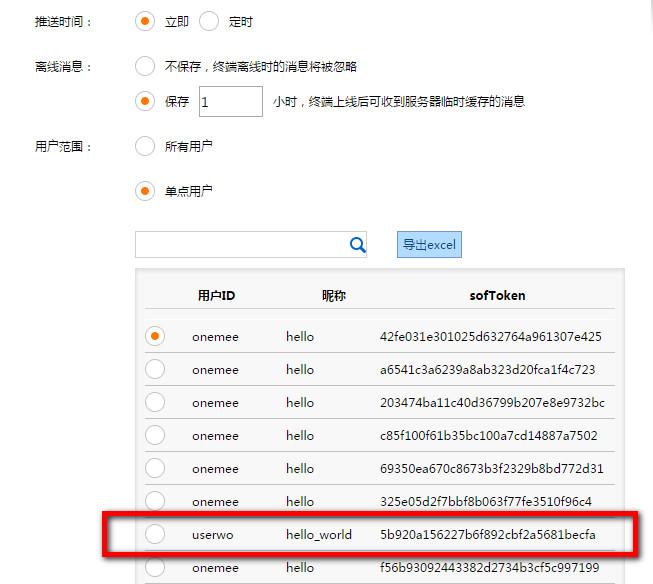 推送时间： 立即 定时
离线消息： 不保存，终端离线时的消息将被忽略
保存 1 小时，终端上线后可收到服务器临时缓存的消息
用户范围： 所有用户
单点用户
导出excel
用户ID 昵称 sofToken
onemee hello 42fe031e301025d632764a961307e425
onemee hello a6541c3a6239a8ab323d20fca1f4c723
onemee hello 203474ba11c40d36799b207e8e9732bc
onemee hello c85f100f61b35bc100a7cd14887a7502
onemee hello 69350ea670c8673b3f2329b8bd772d31
onemee hello 325e05d2f7bbf8b063f77fe3510f96c4
userwo hello_world 5b920a156227b6f892cbf2a5681becfa
onemee hello f56b93092443382d2734b3cf5c997199